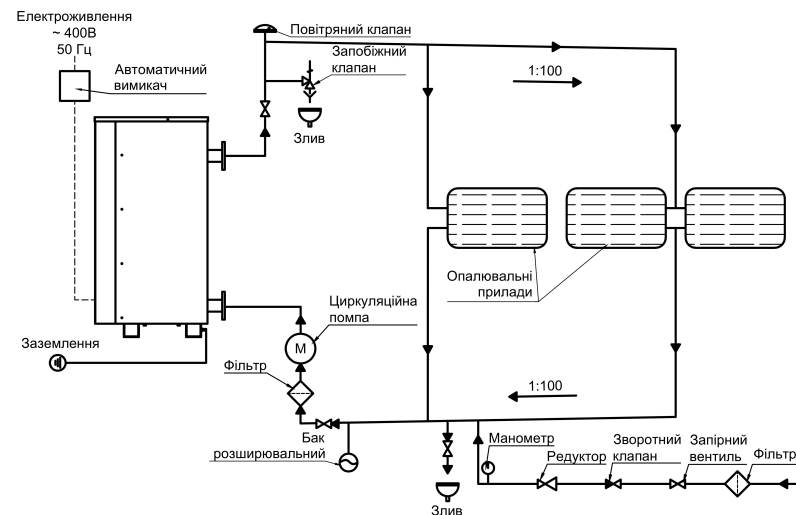 Електроживлення
~ 400В
50 Гц
Автоматичний
вимикач
Повітряний клапан
Запобіжний
клапан
Злив
1:100
Опалювальні
прилади
Циркуляційна
помпа
М
Заземлення
Фільтр
1:100
Бак
розширювальний
Манометр
Редуктор
Зворотний
клапан
Запірний
вентиль
Фільтр
Злив